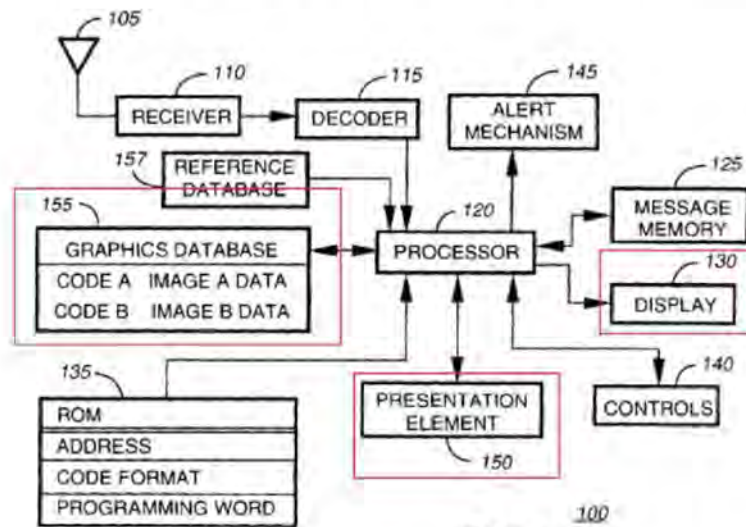 105
110
RECEIVER
115
DECODER
145
ALERT
MECHANISM
157
REFERENCE
DATABASE
155
GRAPHICS DATABASE
CODE A IMAGE A DATA
CODE B IMAGE B DATA
120
PROCESSOR
125
MESSAGE
MEMORY
130
DISPLAY
135
ROM
ADDRESS
CODE FORMAT
PROGRAMMING WORD
PRESENTATION
ELEMENT
150
140
CONTROLS
100